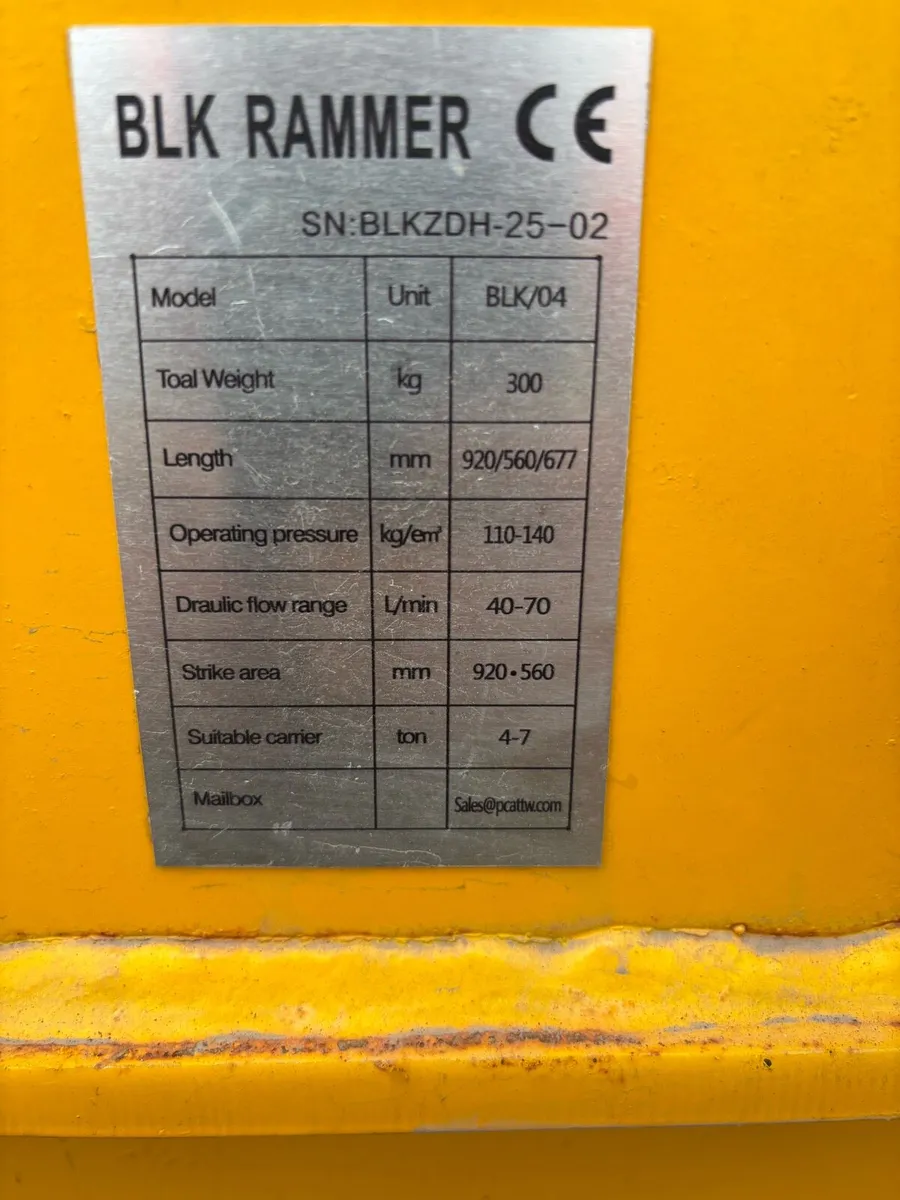 BLK RAMMER CE
SN:BLKZDH-25-02
Model Unit BLK/04
Toal Weight kg 300
Length mm 920/560/677
Operating pressure kg/em² 110-140
Draulic flow range L/min 40-70
Strike area mm 920•560
Suitable carrier ton 4-7
Mailbox Sales@pcattw.com